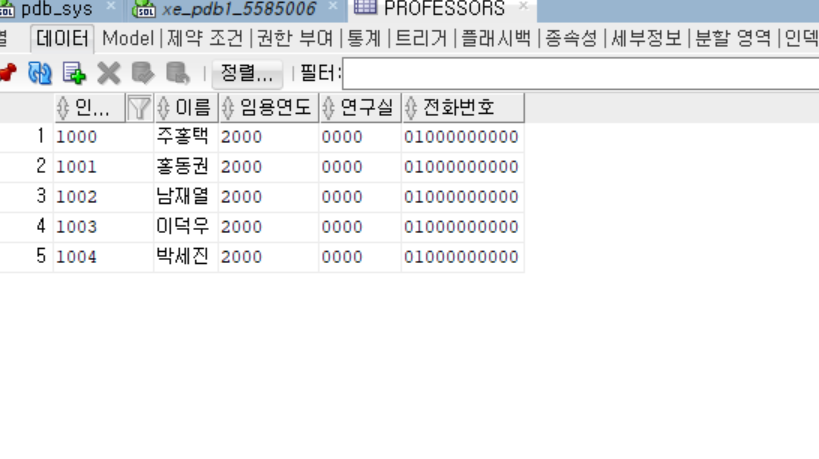 pdb_sys xe_pdb1_5585006 PROFESSORS
데이터 Model 제약 조건 권한 부여 통계 트리거 플래시백 종속성 세부정보 분할 영역
정렬... 필터:
인... 이름 임용연도 연구실 전화번호
1 1000 주홍택 2000 0000 01000000000
2 1001 홍동권 2000 0000 01000000000
3 1002 남재열 2000 0000 01000000000
4 1003 이덕우 2000 0000 01000000000
5 1004 박세진 2000 0000 01000000000